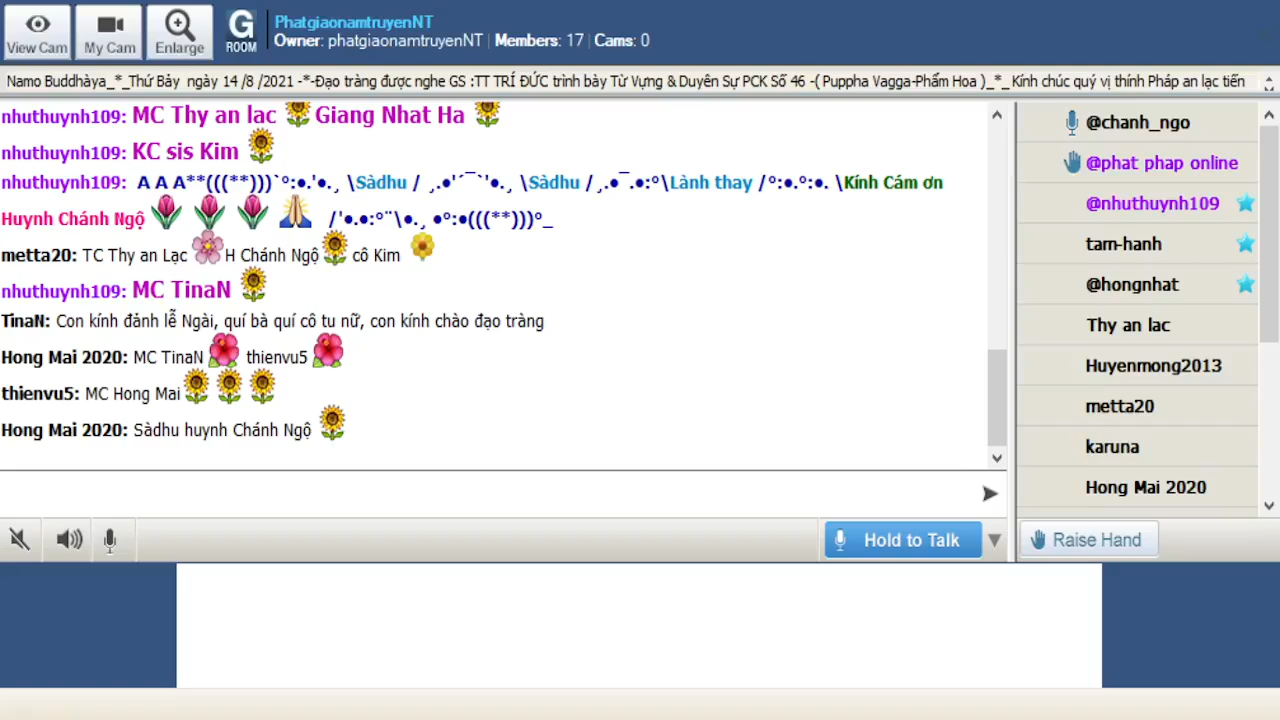 View Cam
My Cam
Enlarge
G
ROOM
PhatgiaonamtruyenNT
Owner: phatgiaonamtruyenNT | Members: 17 | Cams: 0
Namo Buddhàya_*_Thứ Bảy ngày 14 /8 /2021 -*-Đạo tràng được nghe GS :TT TRÍ ĐỨC trình bày Từ Vựng & Duyên Sự PCK Số 46 -( Puppha Vagga-Phẩm Hoa )_*_Kính chúc quý vị thính Pháp an lạc tiến
nhuthuynh109: MC Thy an lac 🌻Giang Nhat Ha 🌻
nhuthuynh109: KC sis Kim 🌻
nhuthuynh109: A A A**(((**)))`°:•.'•.¸ \Sàdhu / ¸.•'´¯`'•.¸ \Sàdhu /¸.•¯.•:°\Lành thay /°:•.°:•. \Kính Cám ơn
Huynh Chánh Ngộ 🌷 🌷 🌷 🙏 /'•.•:°¨\•.¸ •°:•(((**)))°_
metta20: TC Thy an Lạc 🌸H Chánh Ngộ🌻 cô Kim 🌼
nhuthuynh109: MC TinaN 🌻
TinaN: Con kính đảnh lễ Ngài, quí bà quí cô tu nữ, con kính chào đạo tràng
Hong Mai 2020: MC TinaN🌺 thienvu5🌺
thienvu5: MC Hong Mai🌻🌻🌻
Hong Mai 2020: Sàdhu huynh Chánh Ngộ 🌻
@chanh_ngo
@phat phap online
@nhuthuynh109
tam-hanh
@hongnhat
Thy an lac
Huyenmong2013
metta20
karuna
Hong Mai 2020
Hold to Talk
Raise Hand